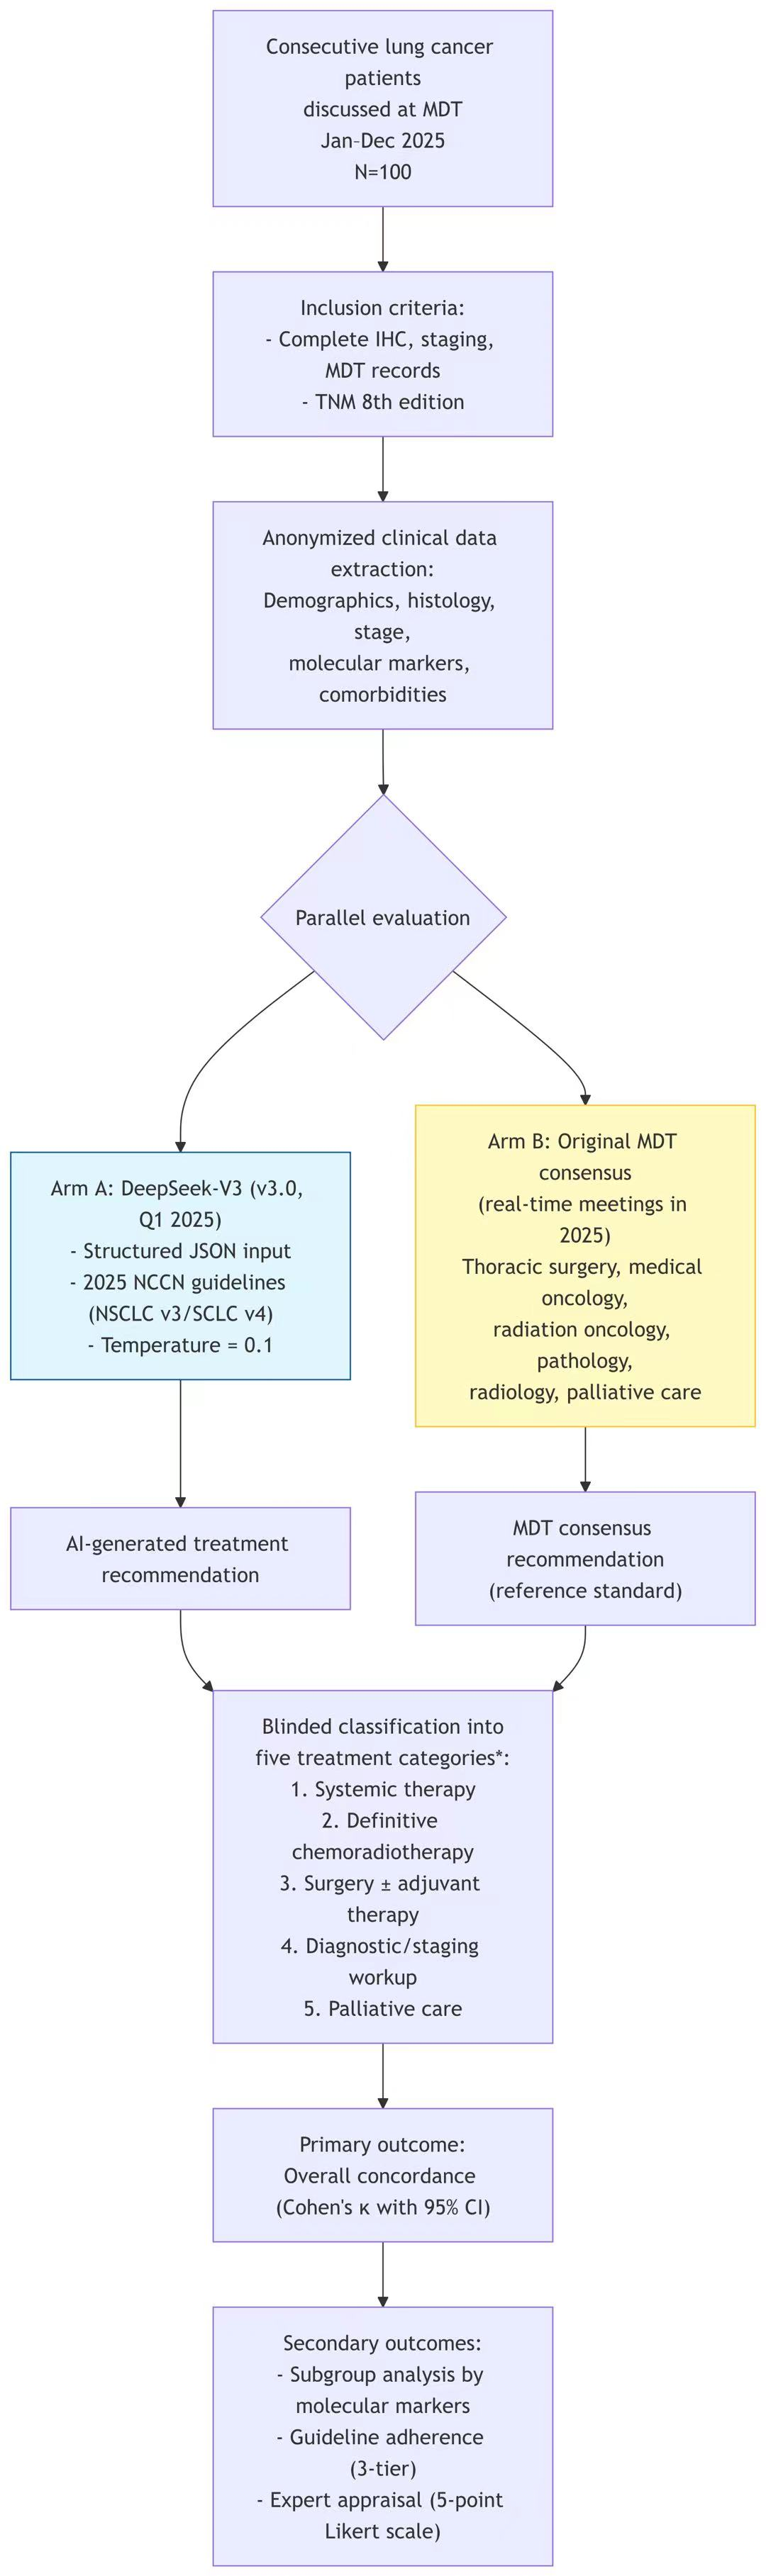 Consecutive lung cancer
patients
discussed at MDT
Jan–Dec 2025
N=100
Inclusion criteria:
- Complete IHC, staging,
MDT records
- TNM 8th edition
Anonymized clinical data
extraction:
Demographics, histology,
stage,
molecular markers,
comorbidities
Parallel evaluation
Arm A: DeepSeek-V3 (v3.0,
Q1 2025)
- Structured JSON input
- 2025 NCCN guidelines
(NSCLC v3/SCLC v4)
- Temperature = 0.1
Arm B: Original MDT
consensus
(real-time meetings in
2025)
Thoracic surgery, medical
oncology,
radiation oncology,
pathology,
radiology, palliative care
AI-generated treatment
recommendation
MDT consensus
recommendation
(reference standard)
Blinded classification into
five treatment categories*:
1. Systemic therapy
2. Definitive
chemoradiotherapy
3. Surgery ± adjuvant
therapy
4. Diagnostic/staging
workup
5. Palliative care
Primary outcome:
Overall concordance
(Cohen's κ with 95% CI)
Secondary outcomes:
- Subgroup analysis by
molecular markers
- Guideline adherence
(3-tier)
- Expert appraisal (5-point
Likert scale)